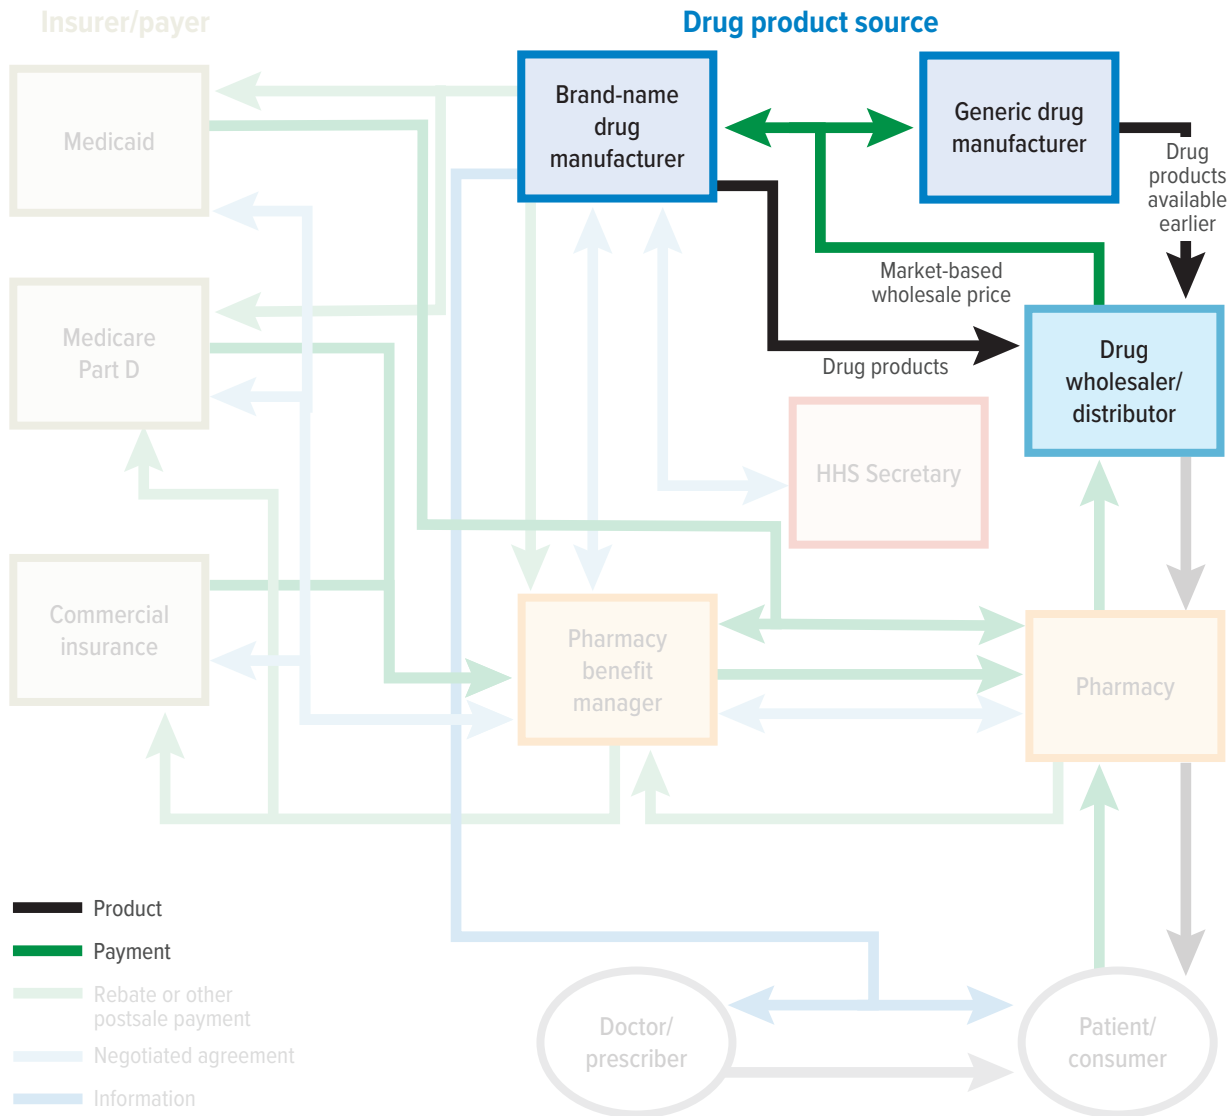 Insurer/payer
Drug product source
Medicaid
Brand-name
drug
manufacturer
Generic drug
manufacturer
Drug
products
available
earlier
Market-based
wholesale price
Medicare
Part D
Drug products
Drug
wholesaler/
distributor
HHS Secretary
Commercial
insurance
Pharmacy
benefit
manager
Pharmacy
Product
Payment
Rebate or other
postsale payment
Negotiated agreement
Information
Doctor/
prescriber
Patient/
consumer